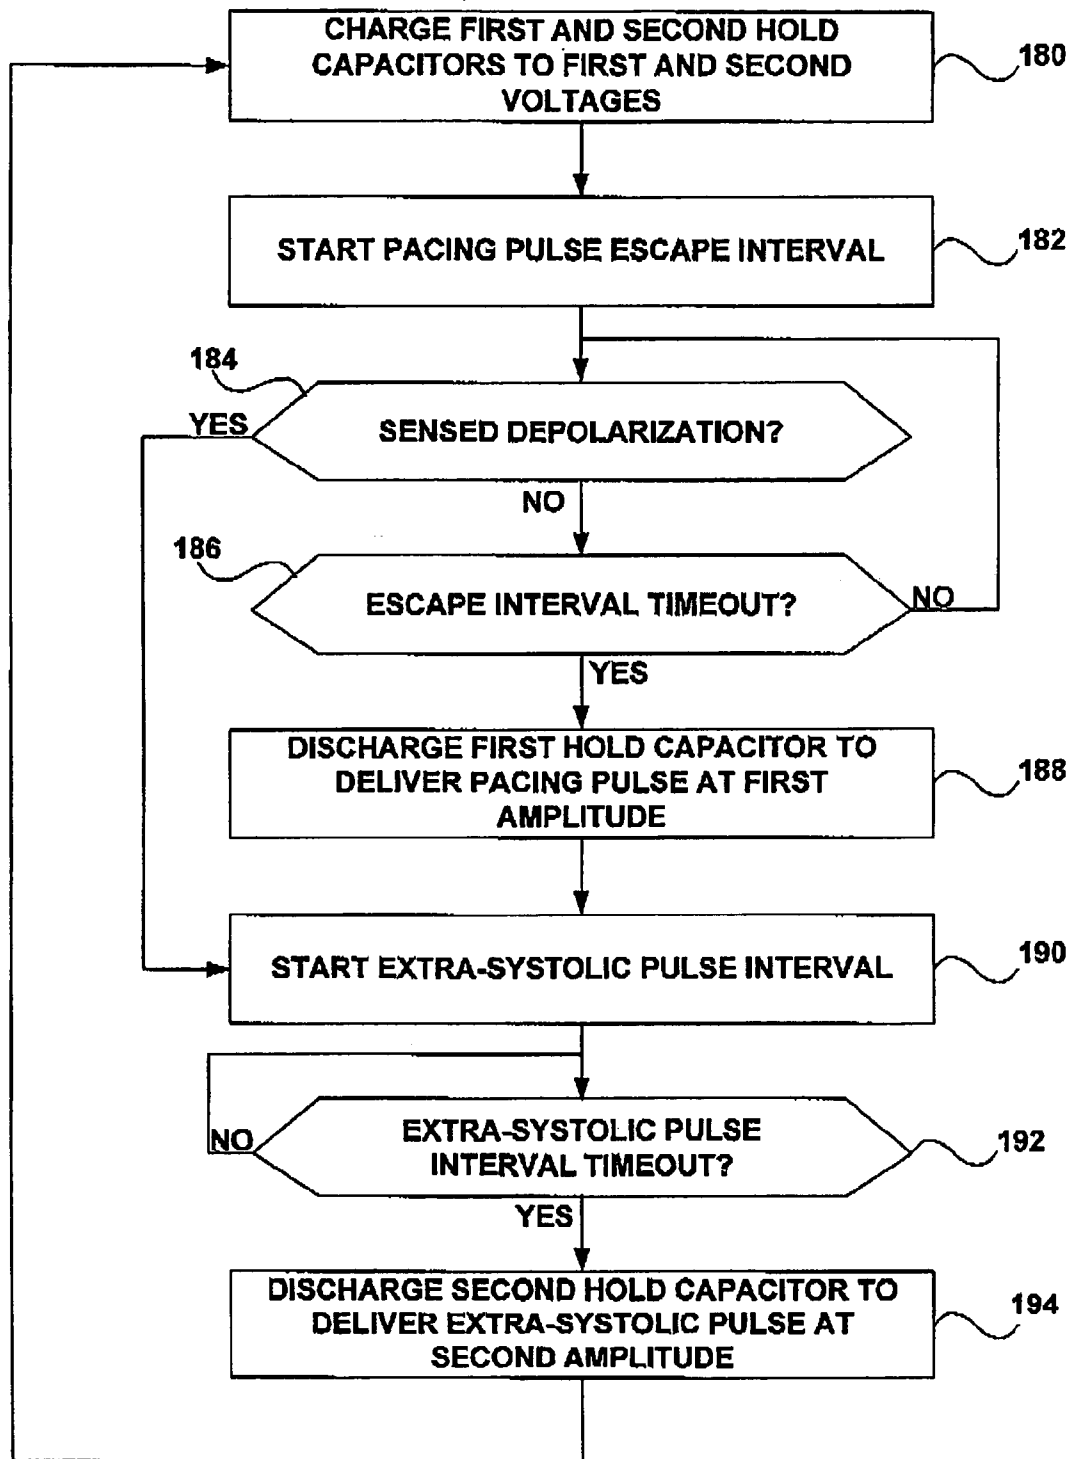 CHARGE FIRST AND SECOND HOLD
CAPACITORS TO FIRST AND SECOND
VOLTAGES
180
START PACING PULSE ESCAPE INTERVAL
182
184
YES
SENSED DEPOLARIZATION?
NO
186
ESCAPE INTERVAL TIMEOUT?
NO
YES
DISCHARGE FIRST HOLD CAPACITOR TO
DELIVER PACING PULSE AT FIRST
AMPLITUDE
188
START EXTRA-SYSTOLIC PULSE INTERVAL
190
NO
EXTRA-SYSTOLIC PULSE
INTERVAL TIMEOUT?
192
YES
DISCHARGE SECOND HOLD CAPACITOR TO
DELIVER EXTRA-SYSTOLIC PULSE AT
SECOND AMPLITUDE
194